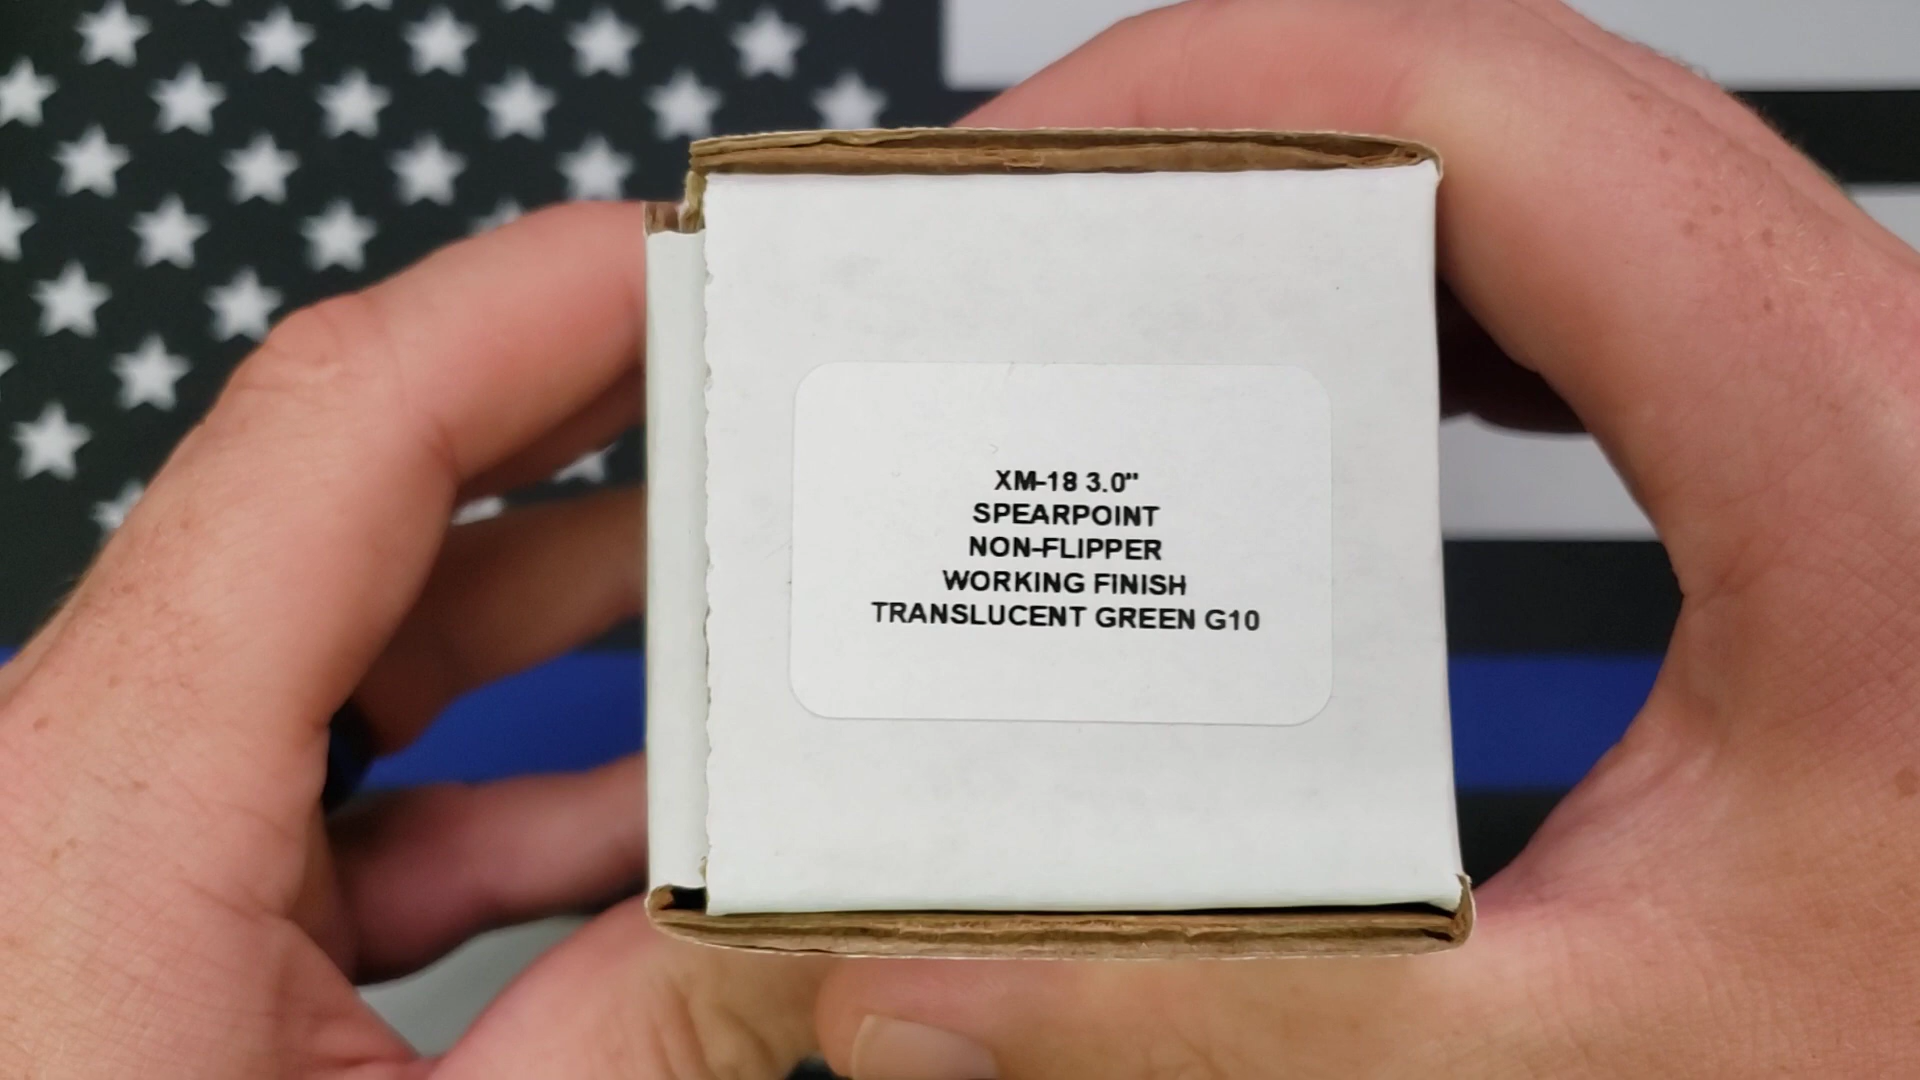 XM-18 3.0"
SPEARPOINT
NON-FLIPPER
WORKING FINISH
TRANSLUCENT GREEN G10